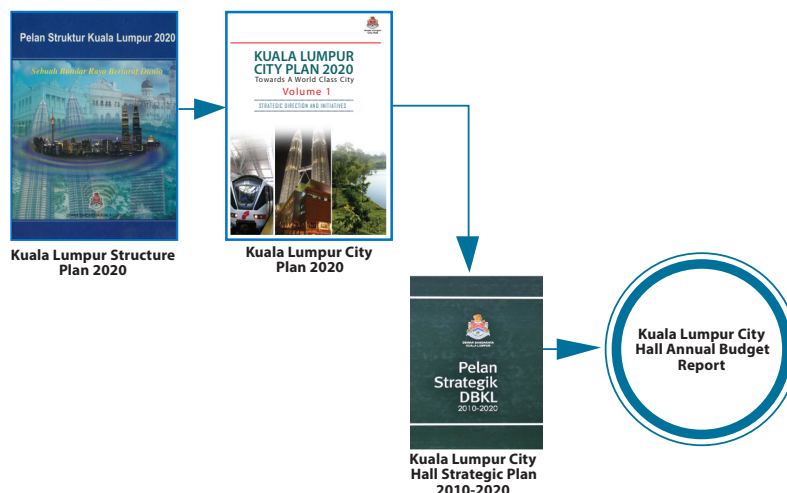 Pelan Struktur Kuala Lumpur 2020
Sebuah Bandar Raya Bertaraf Dunia
Kuala Lumpur Structure
Plan 2020
KUALA LUMPUR
CITY PLAN 2020
Towards A World Class City
Volume 1
STRATEGIC DIRECTION AND INITIATIVES
Kuala Lumpur City
Plan 2020
DEWAN BANDARAYA
KUALA LUMPUR
Pelan
Strategik
DBKL
2010-2020
Kuala Lumpur City
Hall Strategic Plan
2010-2020
Kuala Lumpur City
Hall Annual Budget
Report